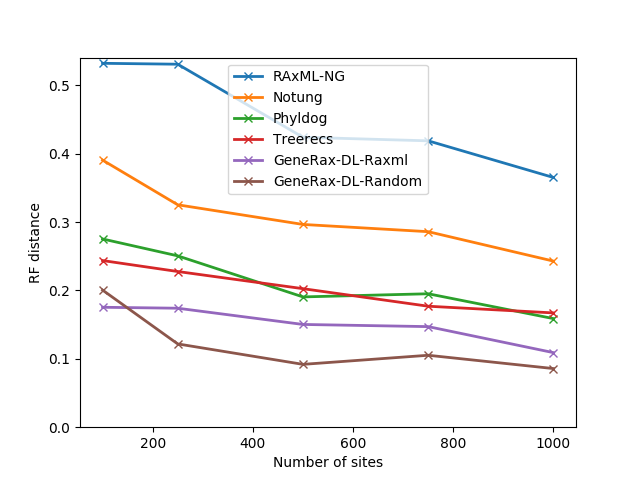 0.5
0.4
0.3
0.2
0.1
0.0
RF distance
200
400
600
800
1000
Number of sites
RAxML-NG
Notung
Phyldog
Treerecs
GeneRax-DL-Raxml
GeneRax-DL-Random